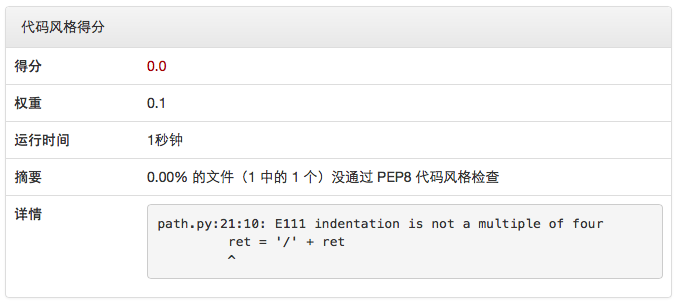 代码风格得分
得分 0.0
权重 0.1
运行时间 1秒钟
摘要 0.00% 的文件（1 中的 1 个）没通过 PEP8 代码风格检查
详情 path.py:21:10: E111 indentation is not a multiple of four
ret = '/' + ret
^